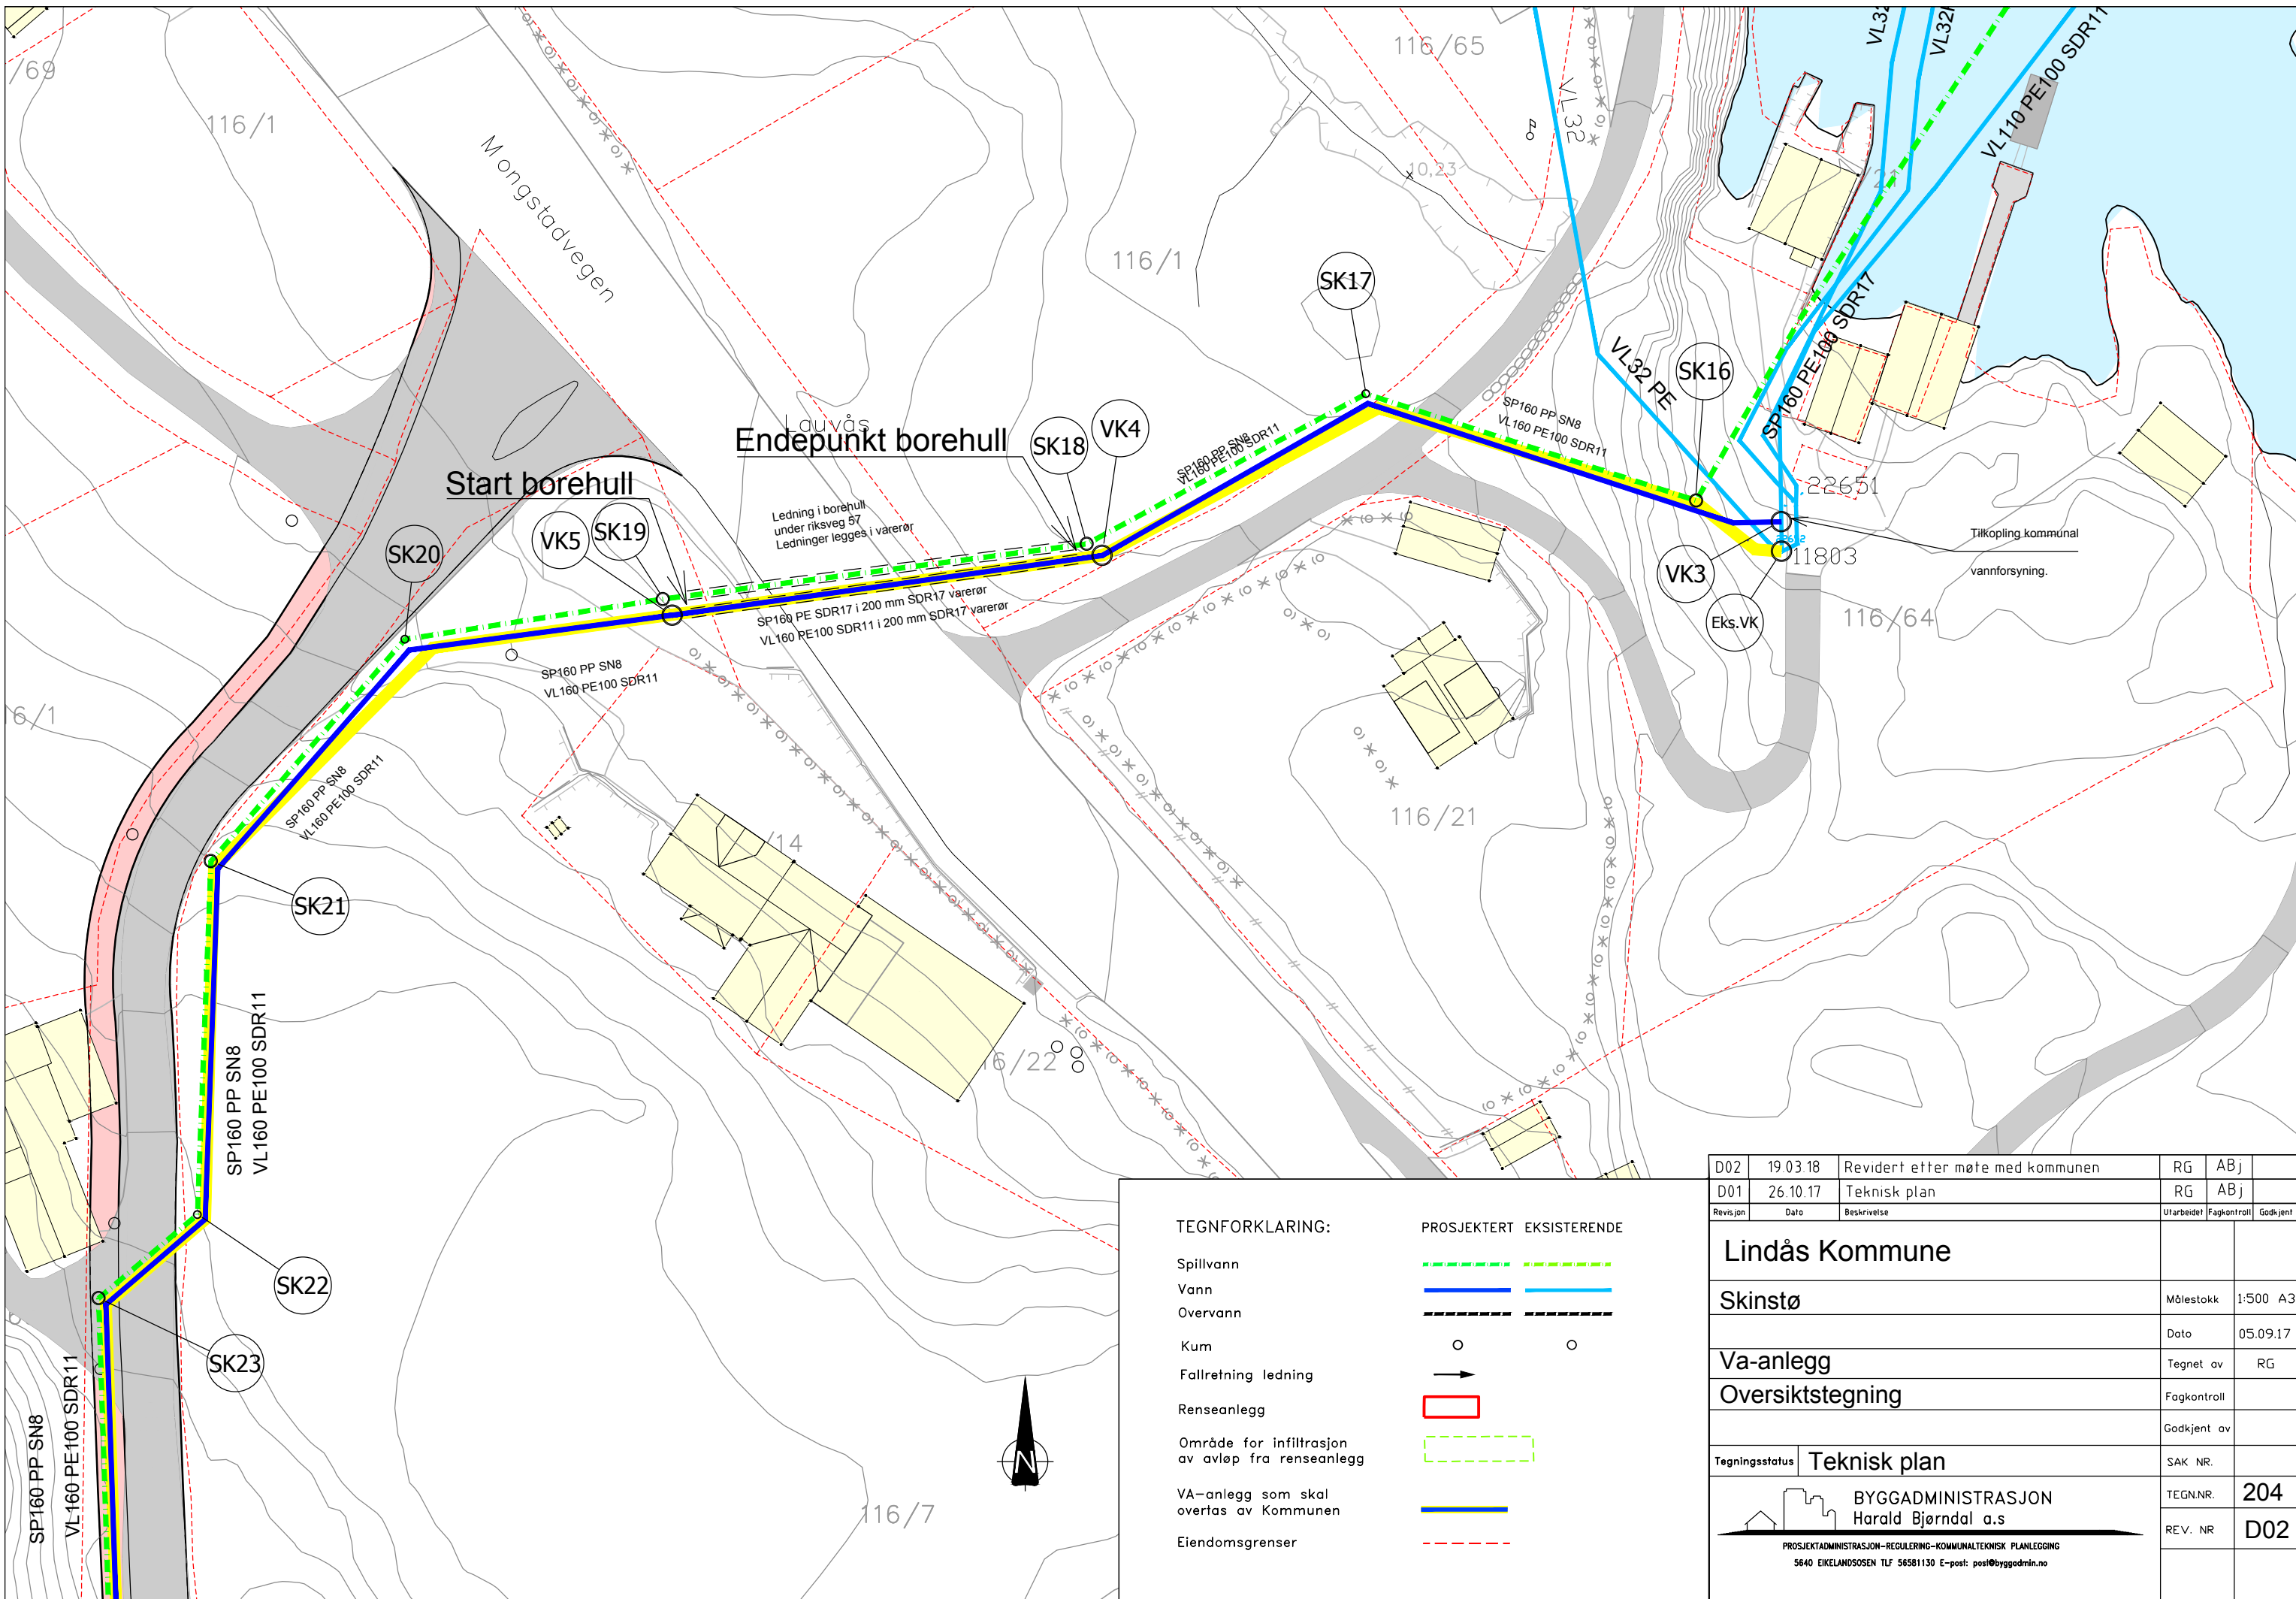 /69
116/1
Mongstadvegen
116/65
VL32
10,23
116/1
VL110 PE100 SDR11
SK17
VL32 PE
SK16
SP160 PE100 SDR17
SP160 PP SN8
VL160 PE100 SDR11
Lauvås
Endepunkt borehull
SK18
VK4
SP160 PP SN8
VL160 PE100 SDR11
Start borehull
VK5
SK19
Ledning i borehull
under riksveg 57
Ledninger legges i varerør
SK20
22651
Tilkopling kommunal
vannforsyning.
11803
VK3
Eks.VK
116/64
SP160 PE SDR17 i 200 mm SDR17 varerør
VL160 PE100 SDR11 i 200 mm SDR17 varerør
SP160 PP SN8
VL160 PE100 SDR11
6/1
SP160 PP SN8
VL160 PE100 SDR11
/14
116/21
SK21
SP160 PP SN8
VL160 PE100 SDR11
6/22
SK22
SK23
SP160 PP SN8
VL160 PE100 SDR11
N
116/7
TEGNFORKLARING: PROSJEKTERT EKSISTERENDE
Spillvann
Vann
Overvann
Kum
Fallretning ledning
Renseanlegg
Område for infiltrasjon
av avløp fra renseanlegg
VA-anlegg som skal
overtas av Kommunen
Eiendomsgrenser
D02 19.03.18 Revidert etter møte med kommunen RG ABj
D01 26.10.17 Teknisk plan RG ABj
Revisjon Dato Beskrivelse Utarbeidet Fagkontroll Godkjent
Lindås Kommune
Skinstø Målestokk 1:500 A3
Dato 05.09.17
Va-anlegg Tegnet av RG
Oversiktstegning Fagkontroll
Godkjent av
Tegningsstatus Teknisk plan SAK NR.
BYGGADMINISTRASJON TEGN.NR. 204
Harald Bjørndal a.s REV. NR D02
PROSJEKTADMINISTRASJON-REGULERING-KOMMUNALTEKNISK PLANLEGGING
5640 EIKELANDSOSEN TLF 56581130 E-post: post@byggadmin.no